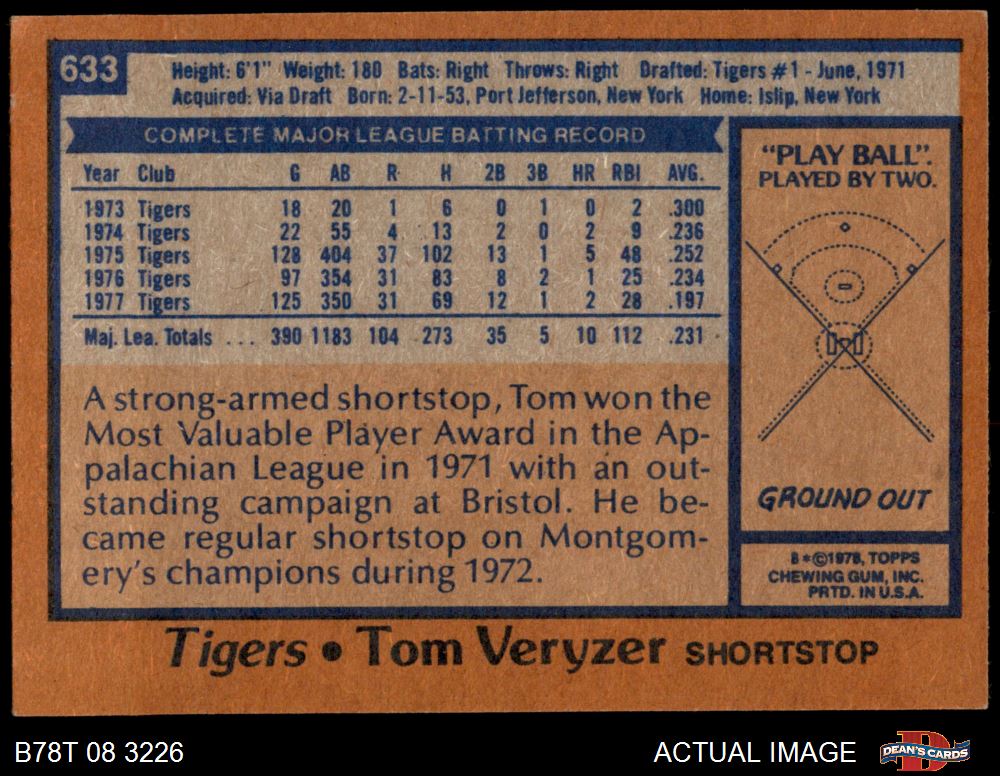 633
Height: 6'1" Weight: 180 Bats: Right Throws: Right Drafted: Tigers #1 - June, 1971
Acquired: Via Draft Born: 2-11-53, Port Jefferson, New York Home: Islip, New York
COMPLETE MAJOR LEAGUE BATTING RECORD
Year Club G AB R H 2B 3B HR RBI AVG.
1973 Tigers 18 20 1 6 0 1 0 2 .300
1974 Tigers 22 55 4 13 2 0 2 9 .236
1975 Tigers 128 404 37 102 13 1 5 48 .252
1976 Tigers 97 354 31 83 8 2 1 25 .234
1977 Tigers 125 350 31 69 12 1 2 28 .197
Maj. Lea. Totals ... 390 1183 104 273 35 5 10 112 .231
A strong-armed shortstop, Tom won the
Most Valuable Player Award in the Ap-
palachian League in 1971 with an out-
standing campaign at Bristol. He be-
came regular shortstop on Montgom-
ery's champions during 1972.
"PLAY BALL".
PLAYED BY TWO.
GROUND OUT
B*©1978, TOPPS
CHEWING GUM, INC.
PRTD. IN U.S.A.
Tigers • Tom Veryzer SHORTSTOP
B78T 08 3226
ACTUAL IMAGE
DEAN'S CARDS